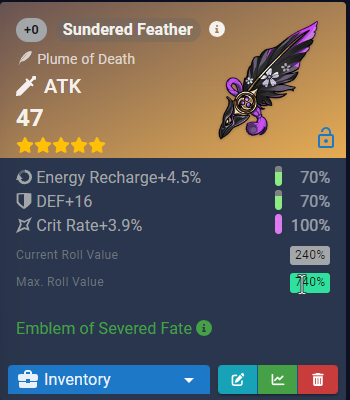 +0 Sundered Feather
Plume of Death
ATK
47
Energy Recharge+4.5% 70%
DEF+16 70%
Crit Rate+3.9% 100%
Current Roll Value 240%
Max. Roll Value 740%
Emblem of Severed Fate
Inventory